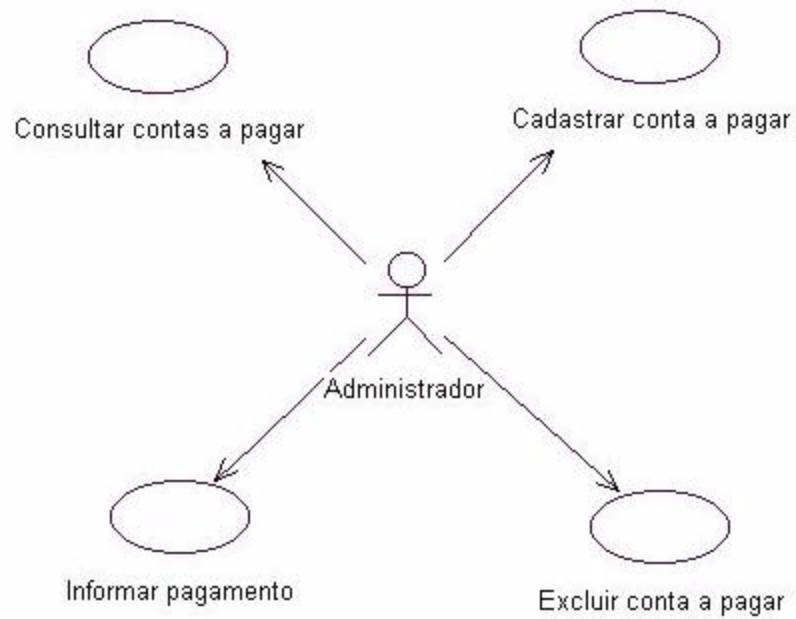 Consultar contas a pagar
Cadastrar conta a pagar
Administrador
Informar pagamento
Excluir conta a pagar